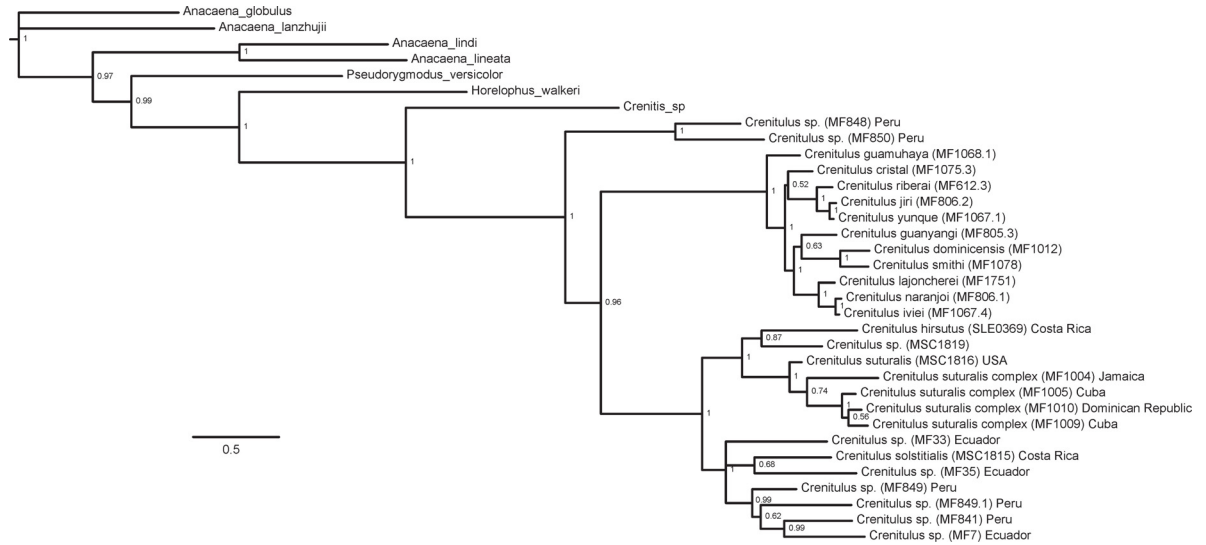 Anacaena_globulus
1
Anacaena_lanzhujii
Anacaena_lindi
1
Anacaena_lineata
0.97
Pseudorygmodus_versicolor
0.99
Horelophus_walkeri
1
Crenitis_sp
Crenitulus sp. (MF848) Peru
1
Crenitulus sp. (MF850) Peru
Crenitulus guamuhaya (MF1068.1)
1
Crenitulus cristal (MF1075.3)
0.52
Crenitulus riberai (MF612.3)
1
1
Crenitulus jiri (MF806.2)
1
Crenitulus yunque (MF1067.1)
1
1
Crenitulus guanyangi (MF805.3)
0.63
Crenitulus dominicensis (MF1012)
1
Crenitulus smithi (MF1078)
1
Crenitulus lajoncherei (MF1751)
1
Crenitulus naranjoi (MF806.1)
0.96
1
Crenitulus iviei (MF1067.4)
Crenitulus hirsutus (SLE0369) Costa Rica
0.87
Crenitulus sp. (MSC1819)
1
Crenitulus suturalis (MSC1816) USA
1
Crenitulus suturalis complex (MF1004) Jamaica
0.74
Crenitulus suturalis complex (MF1005) Cuba
1
Crenitulus suturalis complex (MF1010) Dominican Republic
1
0.56
Crenitulus suturalis complex (MF1009) Cuba
Crenitulus sp. (MF33) Ecuador
0.5
Crenitulus solstitialis (MSC1815) Costa Rica
1
0.68
Crenitulus sp. (MF35) Ecuador
Crenitulus sp. (MF849) Peru
0.99
Crenitulus sp. (MF849.1) Peru
0.62
Crenitulus sp. (MF841) Peru
0.99
Crenitulus sp. (MF7) Ecuador